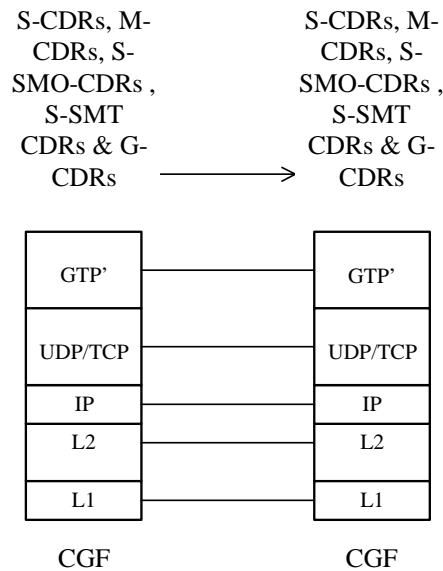 S-CDRs, M-
CDRs, S-
SMO-CDRs ,
S-SMT
CDRs & G-
CDRs
S-CDRs, M-
CDRs, S-
SMO-CDRs ,
S-SMT
CDRs & G-
CDRs
GTP’
GTP’
UDP/TCP
UDP/TCP
IP
IP
L2
L2
L1
L1
CGF
CGF